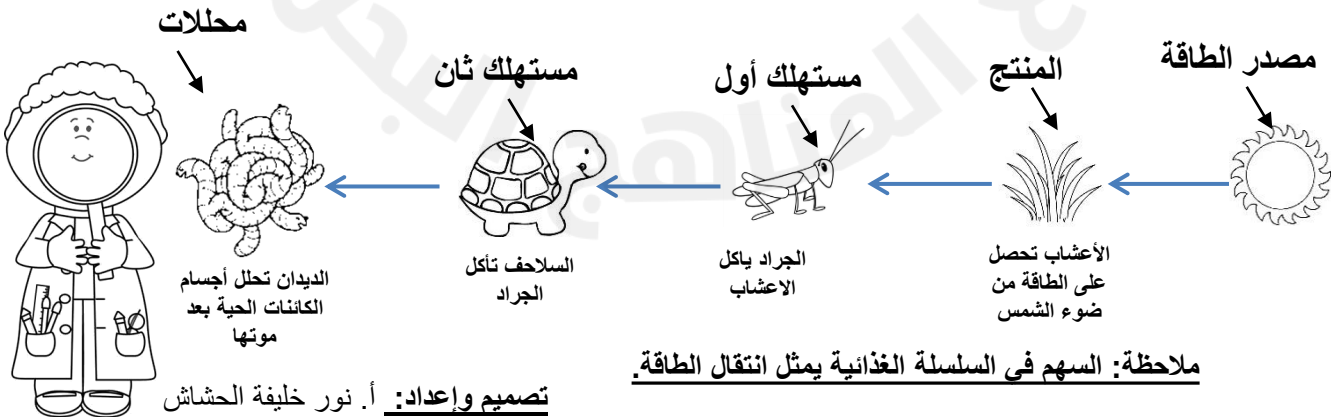 مصدر الطاقة
المنتج
مستهلك أول
مستهلك ثان
محللات
الأعشاب تحصل
على الطاقة من
ضوء الشمس
الجراد ياكل
الاعشاب
السلاحف تأكل
الجراد
الديدان تحلل أجسام
الكائنات الحية بعد
موتها
ملاحظة: السهم في السلسلة الغذائية يمثل انتقال الطاقة.
تصميم وإعداد: أ. نور خليفة الحشاش